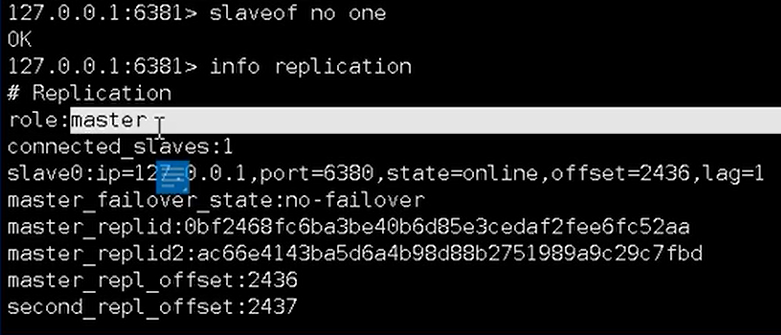 127.0.0.1:6381> slaveof no one
OK
127.0.0.1:6381> info replication
# Replication
role:master
connected_slaves:1
slave0:ip=127.0.0.1,port=6380,state=online,offset=2436,lag=1
master_failover_state:no-failover
master_replid:0bf2468fc6ba3be40b6d85e3cedaf2fee6fc52aa
master_replid2:ac66e4143ba5d6a4b98d88b2751989a9c29c7fbd
master_repl_offset:2436
second_repl_offset:2437